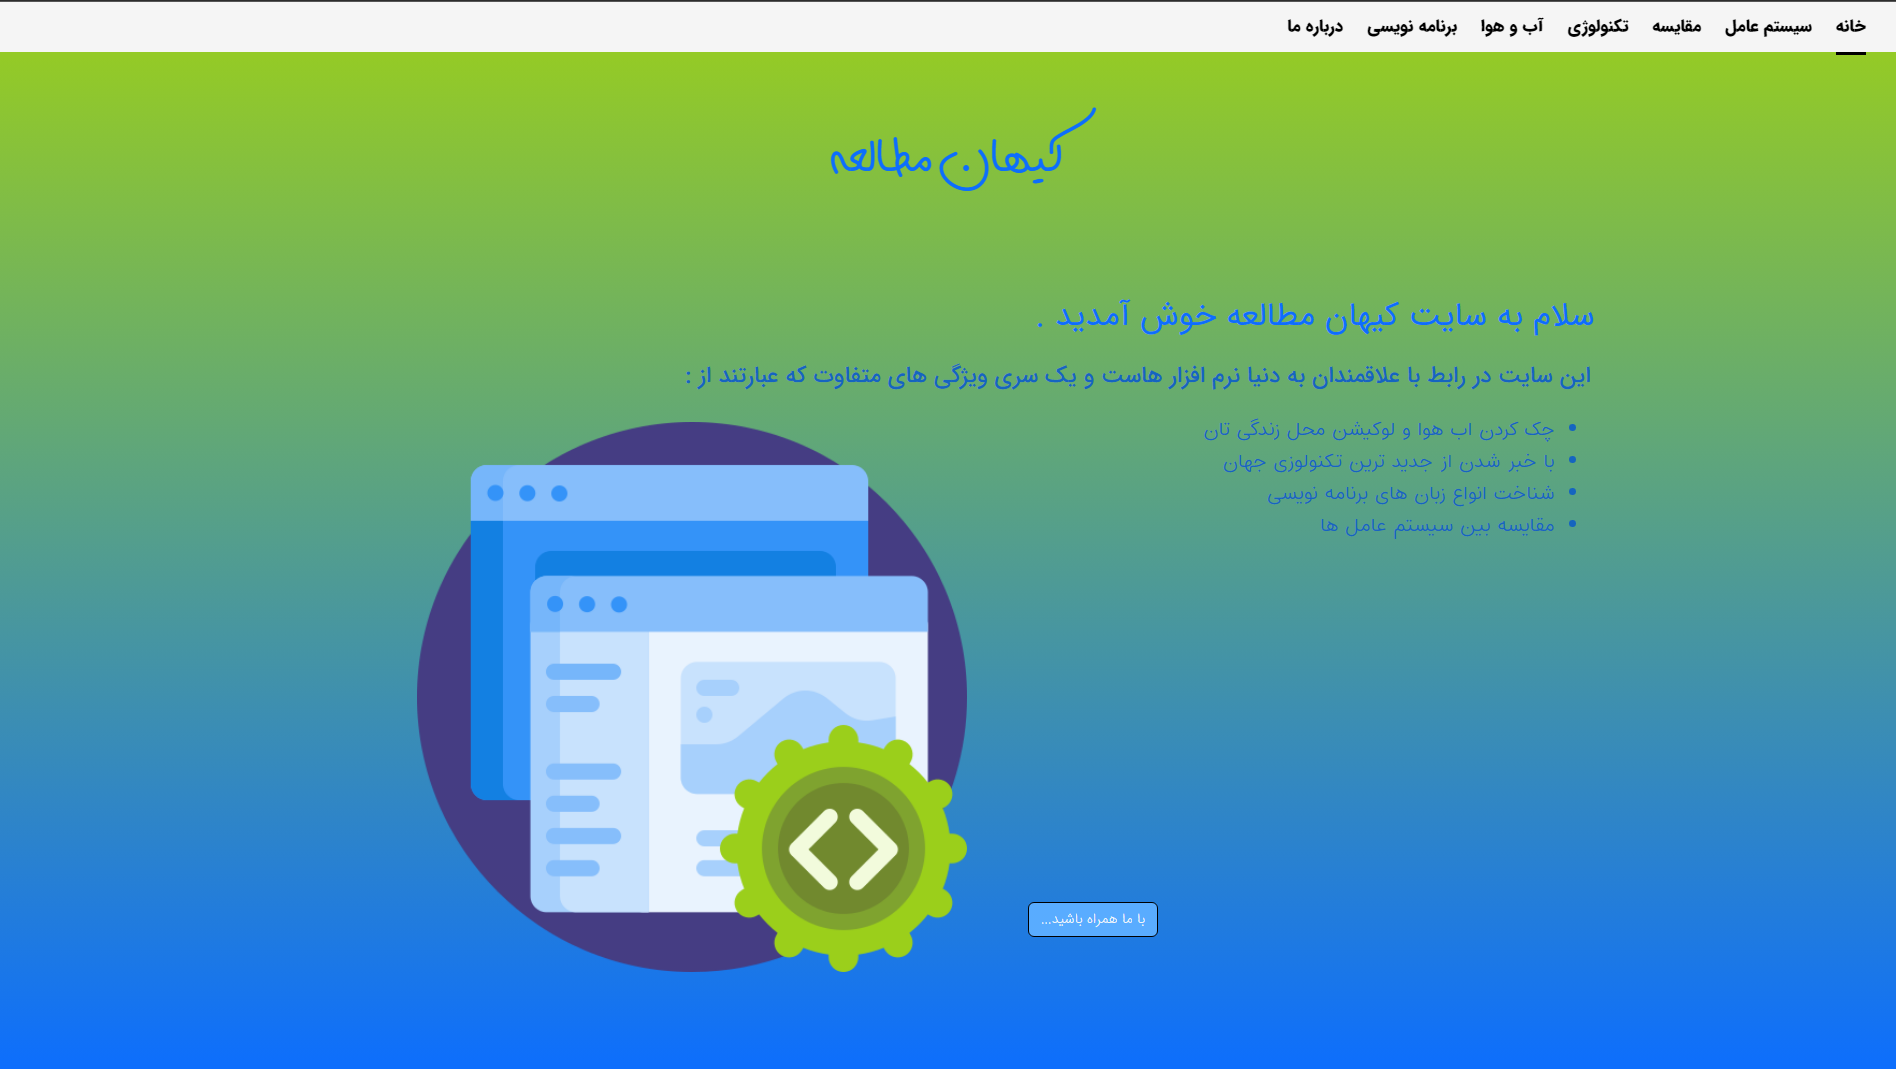 خانه سیستم عامل مقایسه تکنولوژی آب و هوا برنامه نویسی درباره ما
کیهان مطالعه
سلام به سایت کیهان مطالعه خوش آمدید .
این سایت در رابط با علاقمندان به دنیا نرم افزار هاست و یک سری ویژگی های متفاوت که عبارتند از :
چک کردن اب هوا و لوکیشن محل زندگی تان
با خبر شدن از جدید ترین تکنولوزی جهان
شناخت انواع زبان های برنامه نویسی
مقایسه بین سیستم عامل ها
با ما همراه باشید...